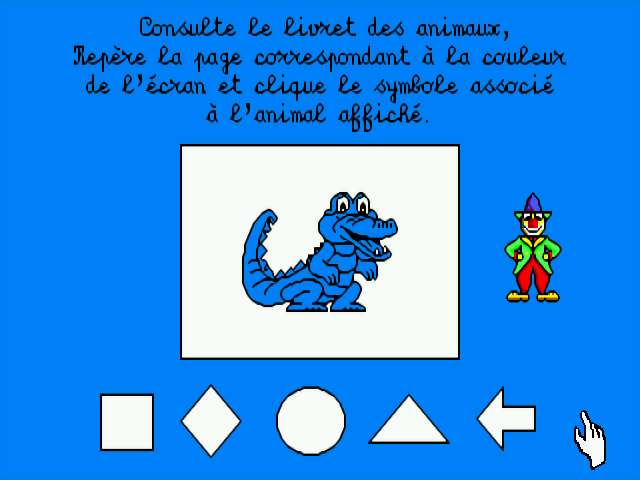 Consulte le livret des animaux,
Repère la page correspondant à la couleur
de l'écran et clique le symbole associé
à l'animal affiché.